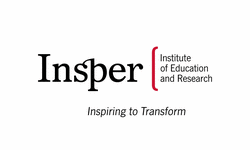 Insper
Institute
of Education
and Research
Inspiring to Transform